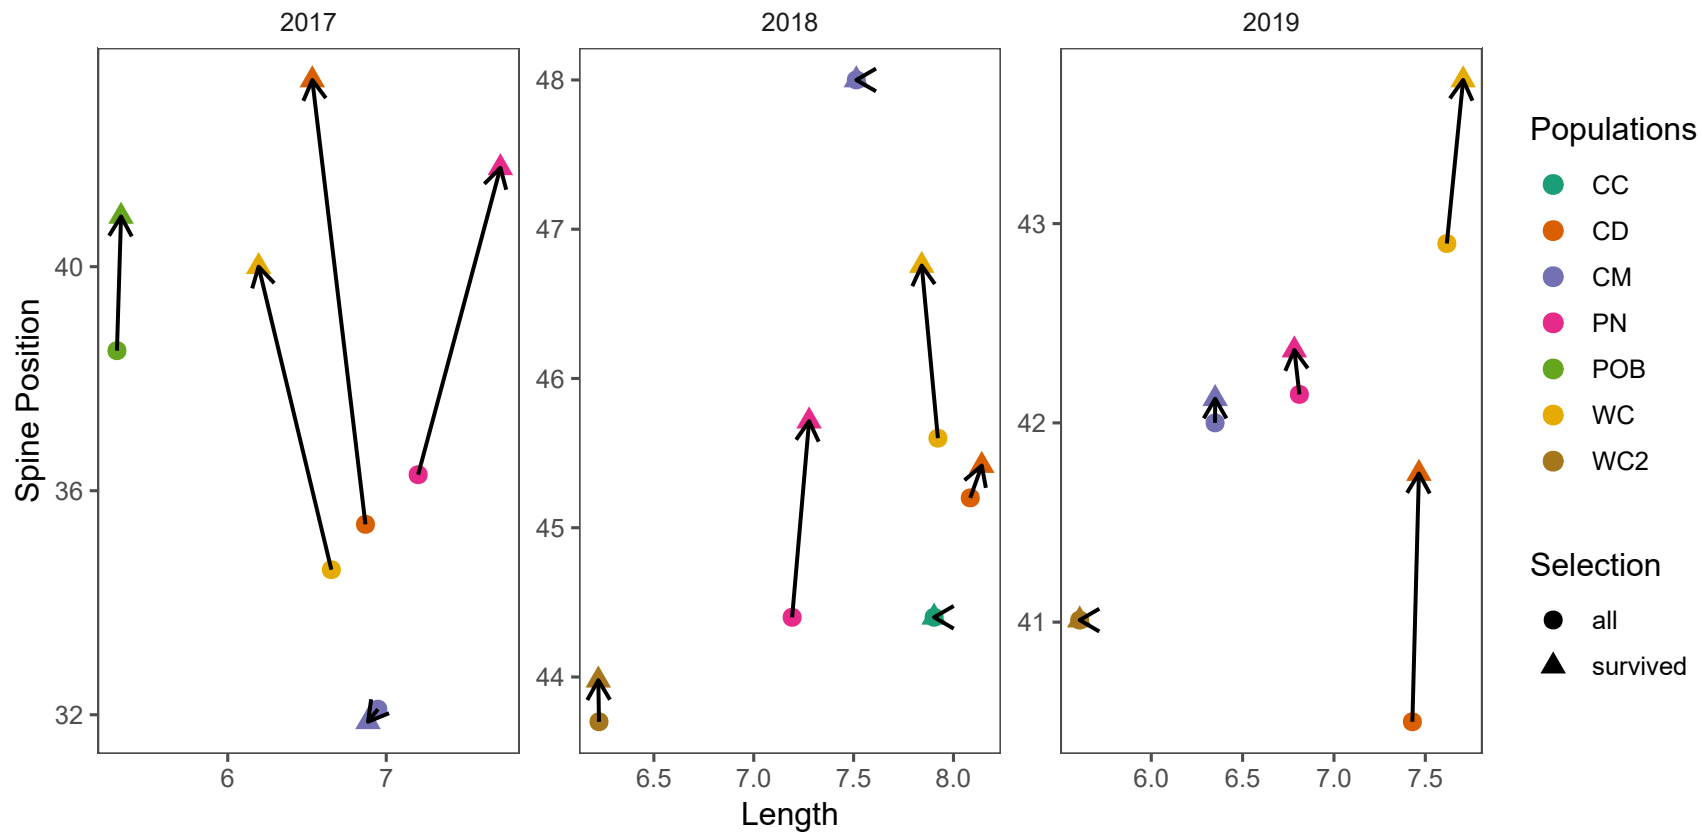 2017
2018
2019
Spine Position
40
36
32
48
47
46
45
44
43
42
41
6
7
6.5
7.0
7.5
8.0
6.0
6.5
7.0
7.5
Length
Populations
CC
CD
CM
PN
POB
WC
WC2
Selection
all
survived